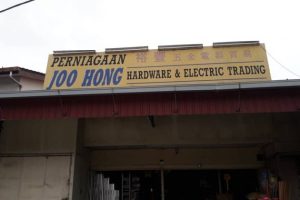 PERNIAGAAN
JOO HONG HARDWARE & ELECTRIC TRADING